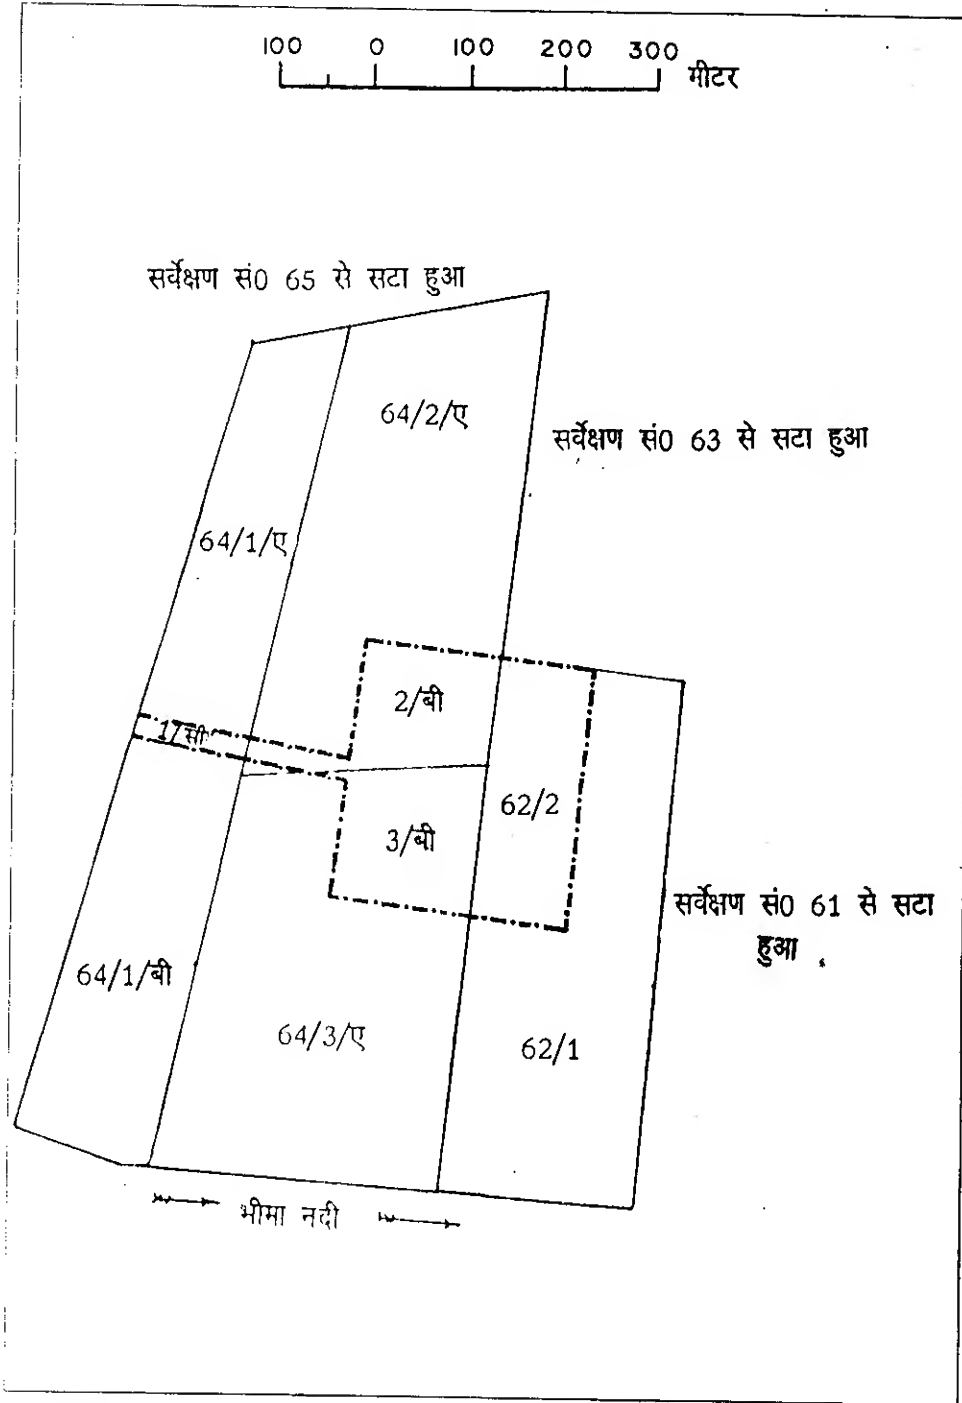 100 0 100 200 300 मीटर
सर्वेक्षण सं0 65 से सटा हुआ
64/2/ए
सर्वेक्षण सं0 63 से सटा हुआ
64/1/ए
2/बी
1/सी
62/2
3/बी
सर्वेक्षण सं0 61 से सटा
हुआ
64/1/बी
64/3/ए
62/1
भीमा नदी